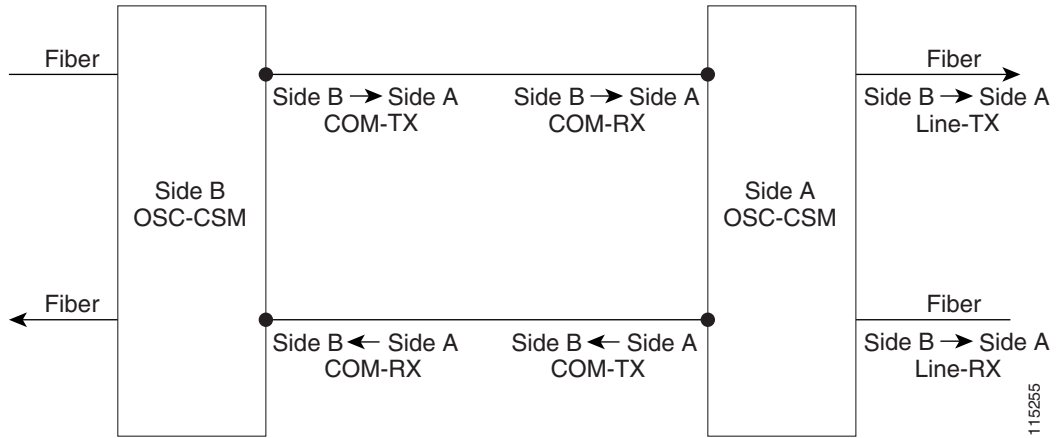 Fiber
Fiber
Side B → Side A
COM-TX
Side B → Side A
COM-RX
Side B → Side A
Line-TX
Side B
OSC-CSM
Side A
OSC-CSM
Fiber
Fiber
Side B ← Side A
COM-RX
Side B ← Side A
COM-TX
Side B → Side A
Line-RX
115255